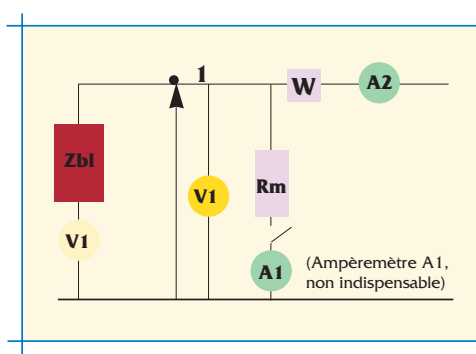 1
W
A2
Zbl
V1
Rm
V1
A1
(Ampèremètre A1,
non indispensable)